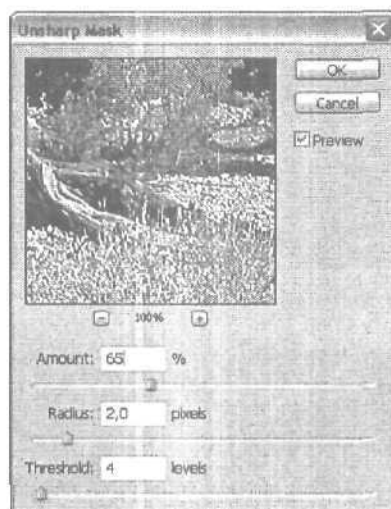 Unsharp Mask
OK
Cancel
Preview
100%
Amount: 65 %
Radius: 2,0 pixels
Threshold: 4 levels